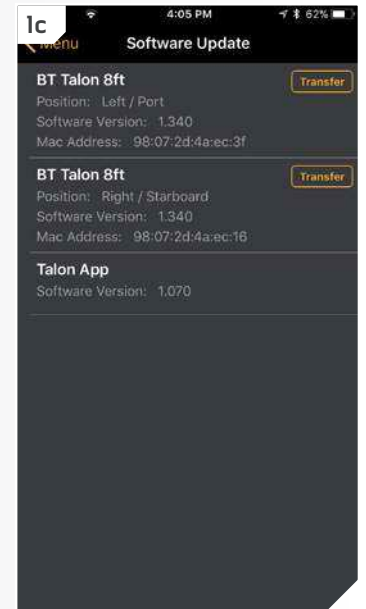 1c
4:05 PM
62%
Menu
Software Update
BT Talon 8ft
Transfer
Position: Left / Port
Software Version: 1.340
Mac Address: 98:07:2d:4a:ec:3f
BT Talon 8ft
Transfer
Position: Right / Starboard
Software Version: 1.340
Mac Address: 98:07:2d:4a:ec:16
Talon App
Software Version: 1.070